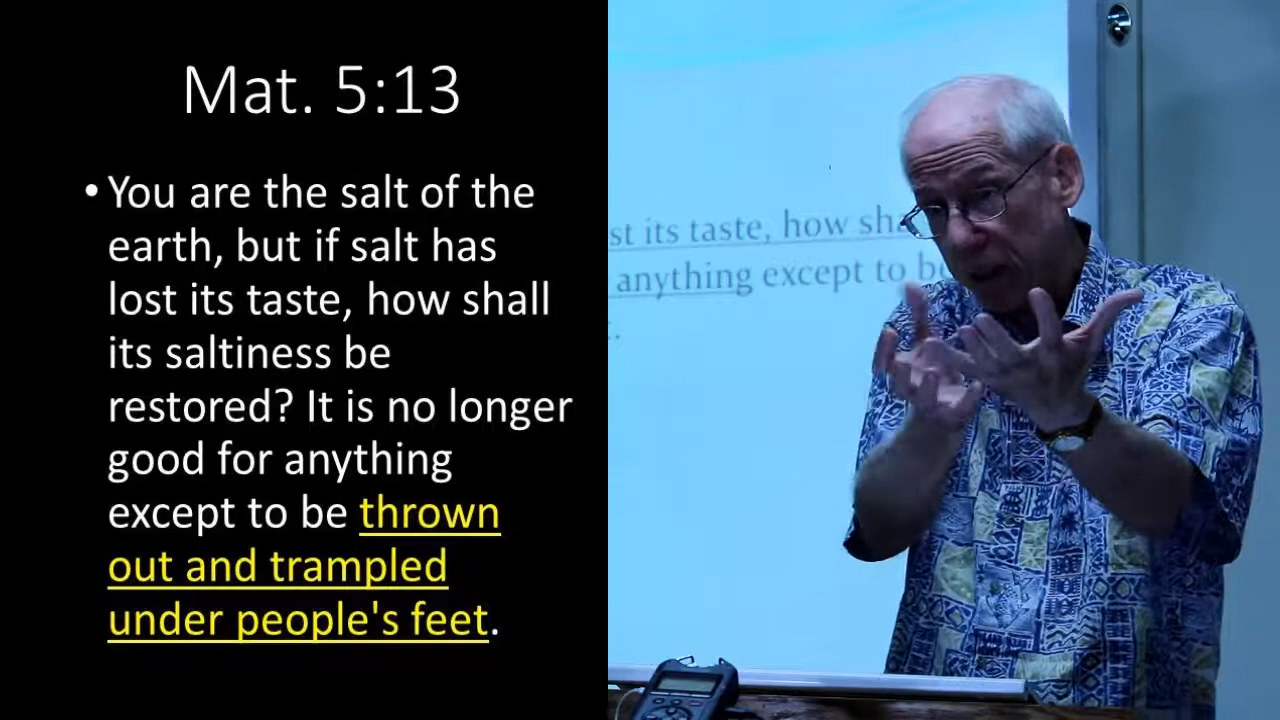 Mat. 5:13
• You are the salt of the
earth, but if salt has
lost its taste, how shall
its saltiness be
restored? It is no longer
good for anything
except to be thrown
out and trampled
under people's feet.
st its taste, how sha
anything except to be